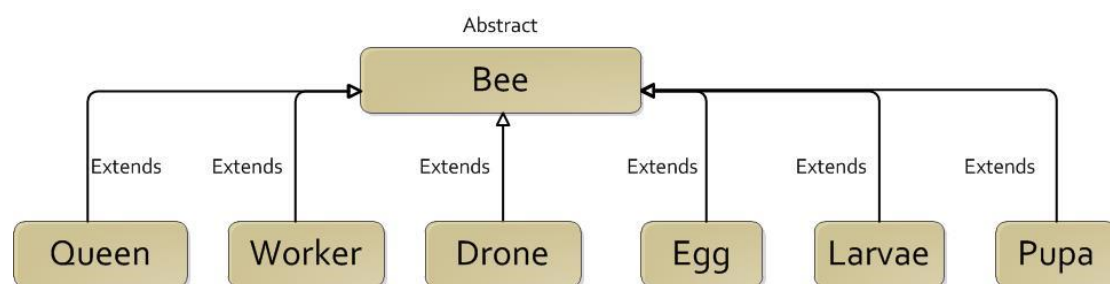 Abstract
Bee
Extends Extends Extends Extends Extends Extends
Queen Worker Drone Egg Larvae Pupa